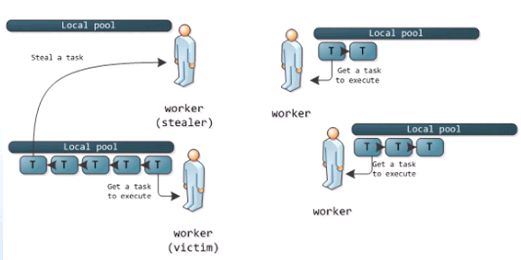 Local pool
Steal a task
worker
(stealer)
Local pool
T T T T T
Get a task
to execute
worker
(victim)
Local pool
T T
Get a task
to execute
worker
Local pool
T T T
Get a task
to execute
worker